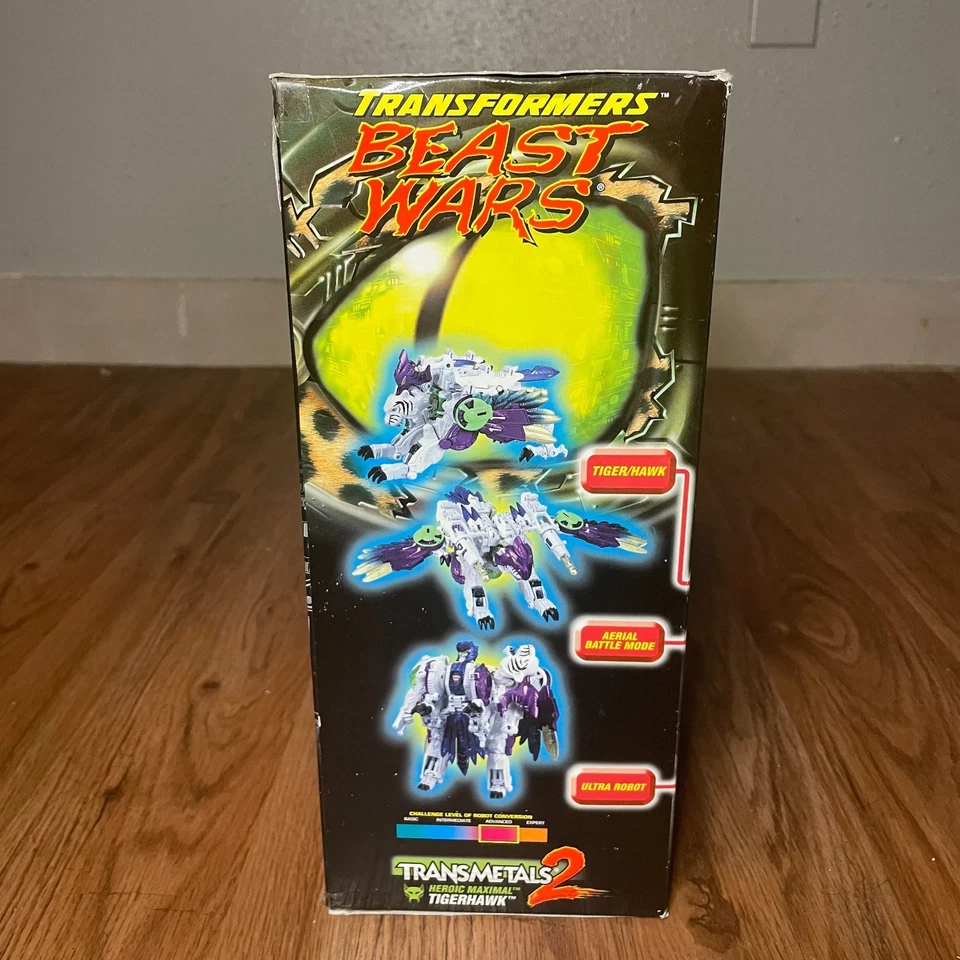 TRANSFORMERS™
BEAST
WARS®
TIGER/HAWK
AERIAL
BATTLE MODE
ULTRA ROBOT
CHALLENGE LEVEL OF ROBOT CONVERSION
BASIC INTERMEDIATE ADVANCED EXPERT
TRANSMETALS 2
HEROIC MAXIMAL™
TIGERHAWK™